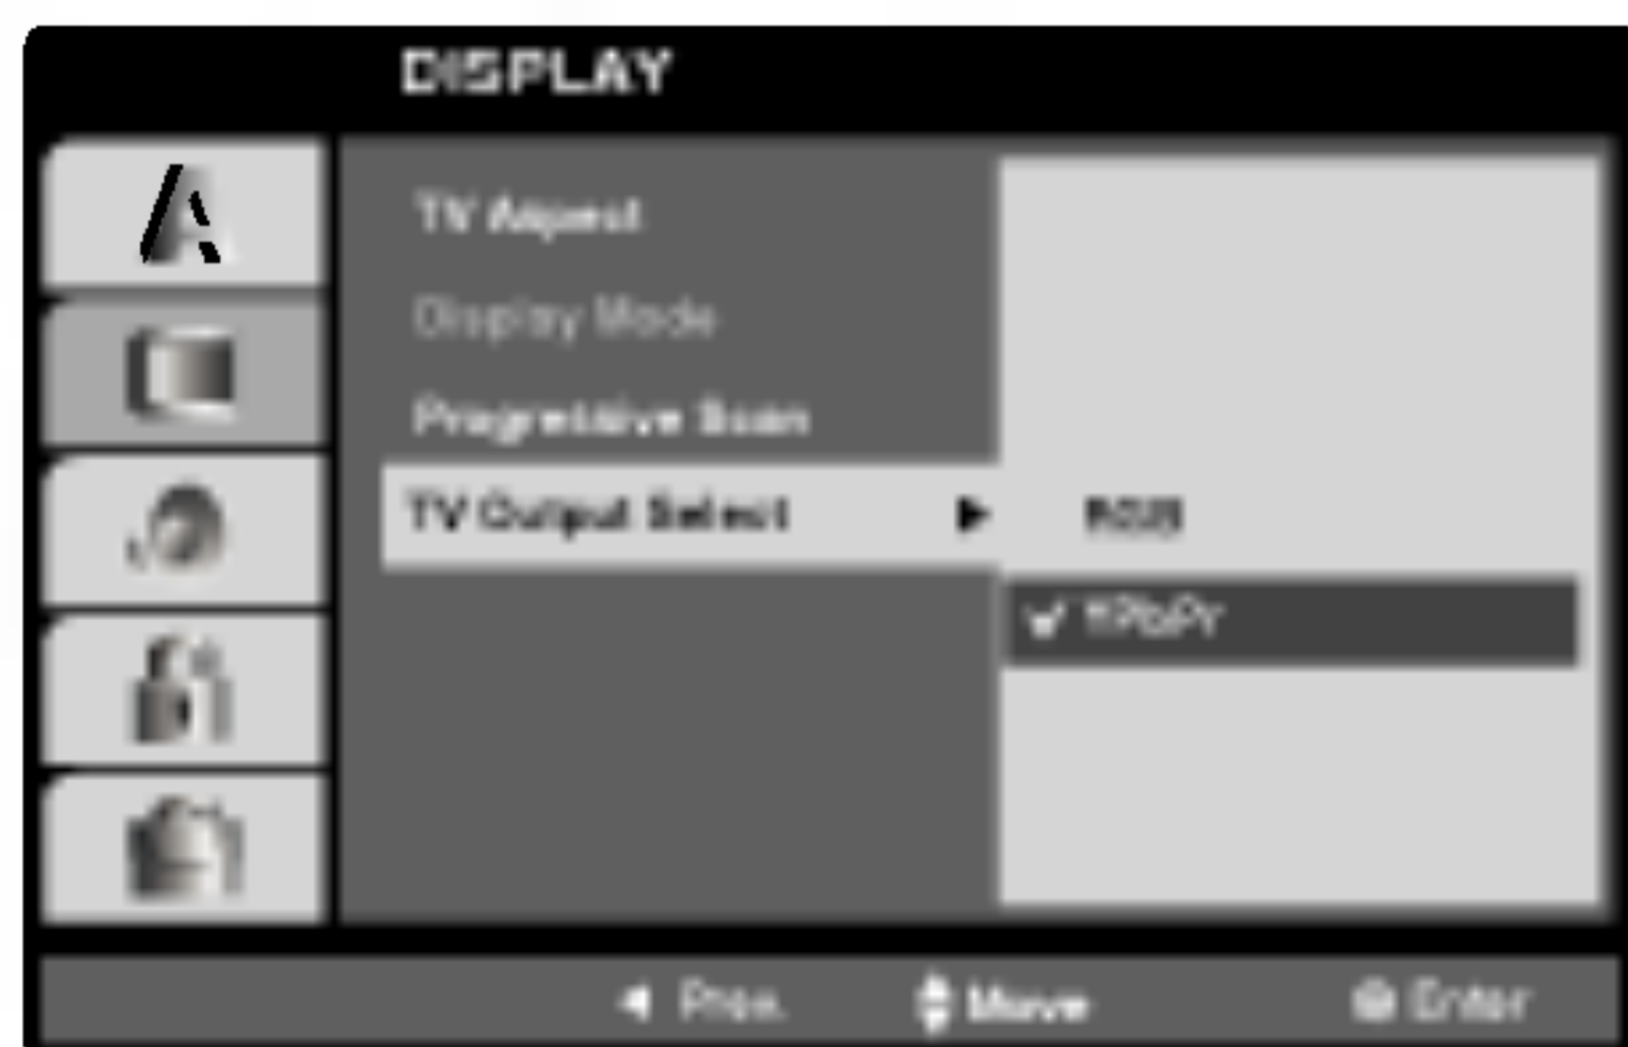 DISPLAY
TV Aspect
Display Mode
Progressive Scan
TV Output Select
RGB
YPbPr
Prev. Move Enter